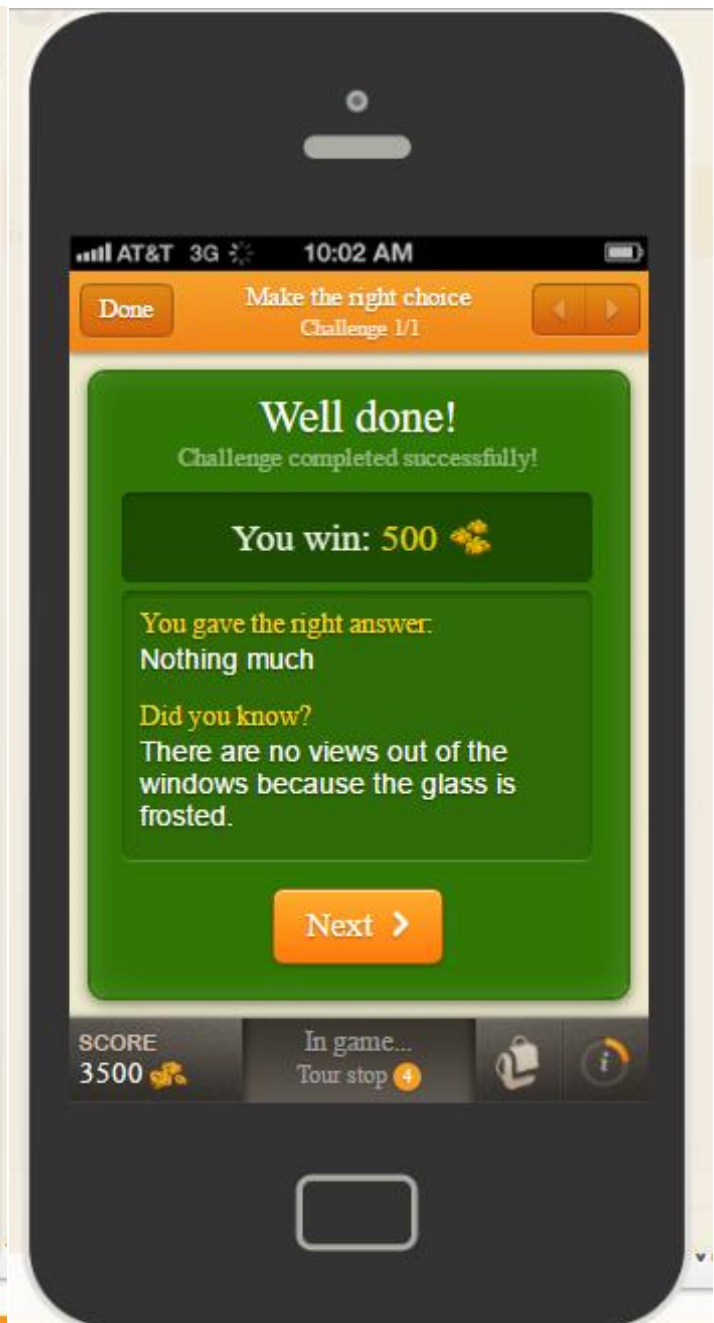 AT&T 3G 10:02 AM
Done
Make the right choice
Challenge 1/1
Well done!
Challenge completed successfully!
You win: 500
You gave the right answer:
Nothing much
Did you know?
There are no views out of the
windows because the glass is
frosted.
Next
SCORE
3500
In game...
Tour stop 4
i